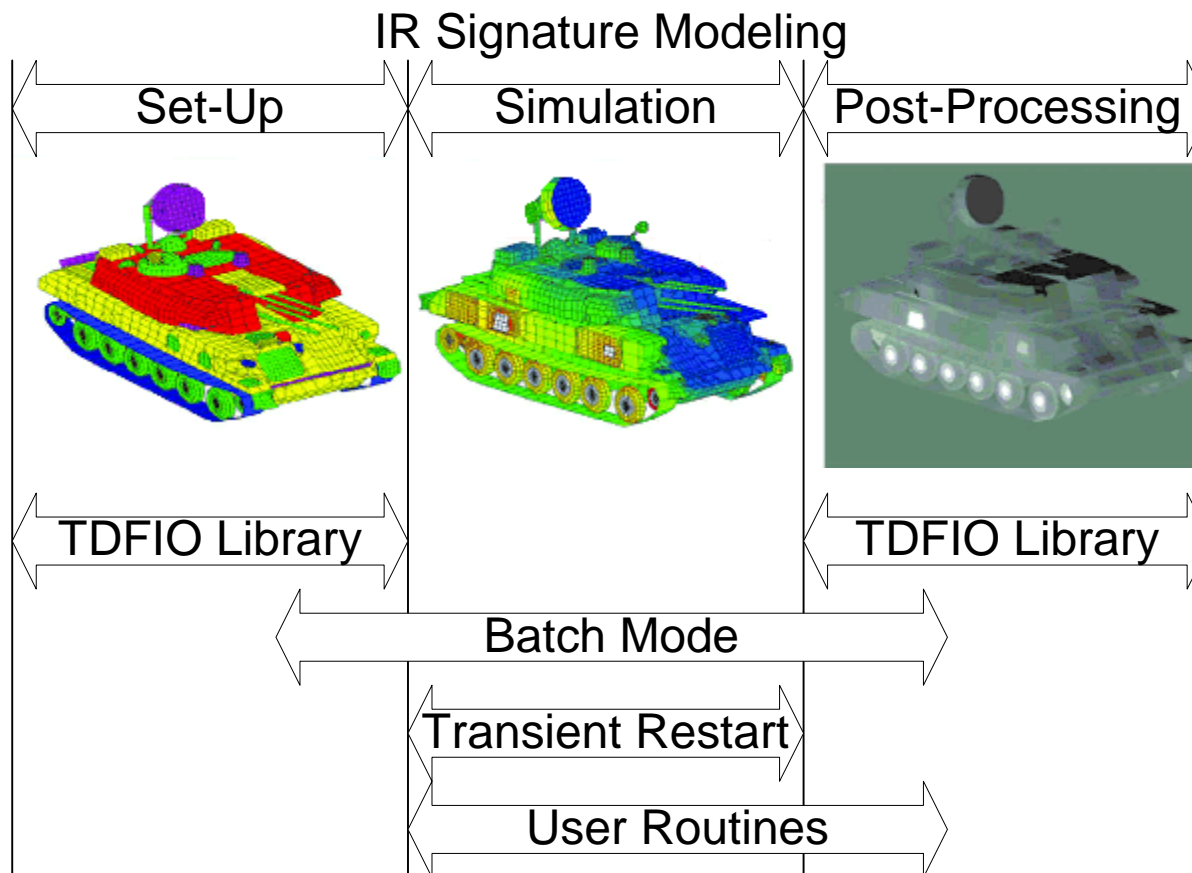 IR Signature Modeling
Set-Up
Simulation
Post-Processing
TDFIO Library
TDFIO Library
Batch Mode
Transient Restart
User Routines